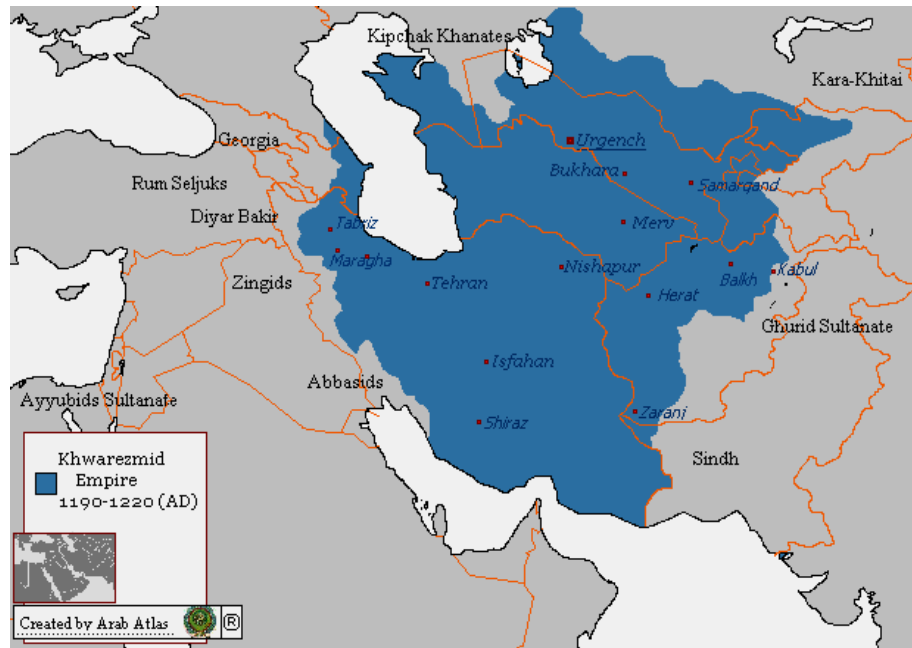 Kipchak Khanates
Kara-Khitai
Georgia
Urgench
Bukhara
Samarqand
Rum Seljuks
Diyar Bakir
Tabriz
Merv
Maragha
Nishapur
Balkh
Kabul
Zingids
Tehran
Herat
Ghurid Sultanate
Isfahan
Abbasids
Ayyubids Sultanate
Zaranj
Shiraz
Sindh
Khwarezmid
Empire
1190-1220 (AD)
Created by Arab Atlas ®